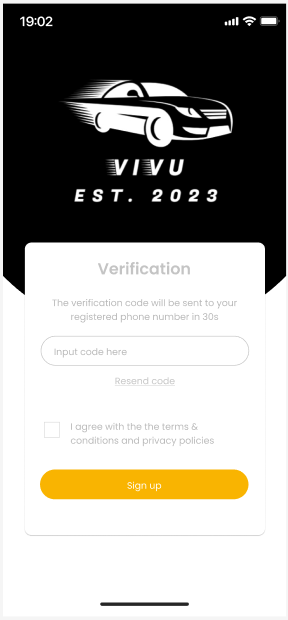 19:02
VIVU
EST. 2023
Verification
The verification code will be sent to your
registered phone number in 30s
Input code here
Resend code
I agree with the the terms &
conditions and privacy policies
Sign up